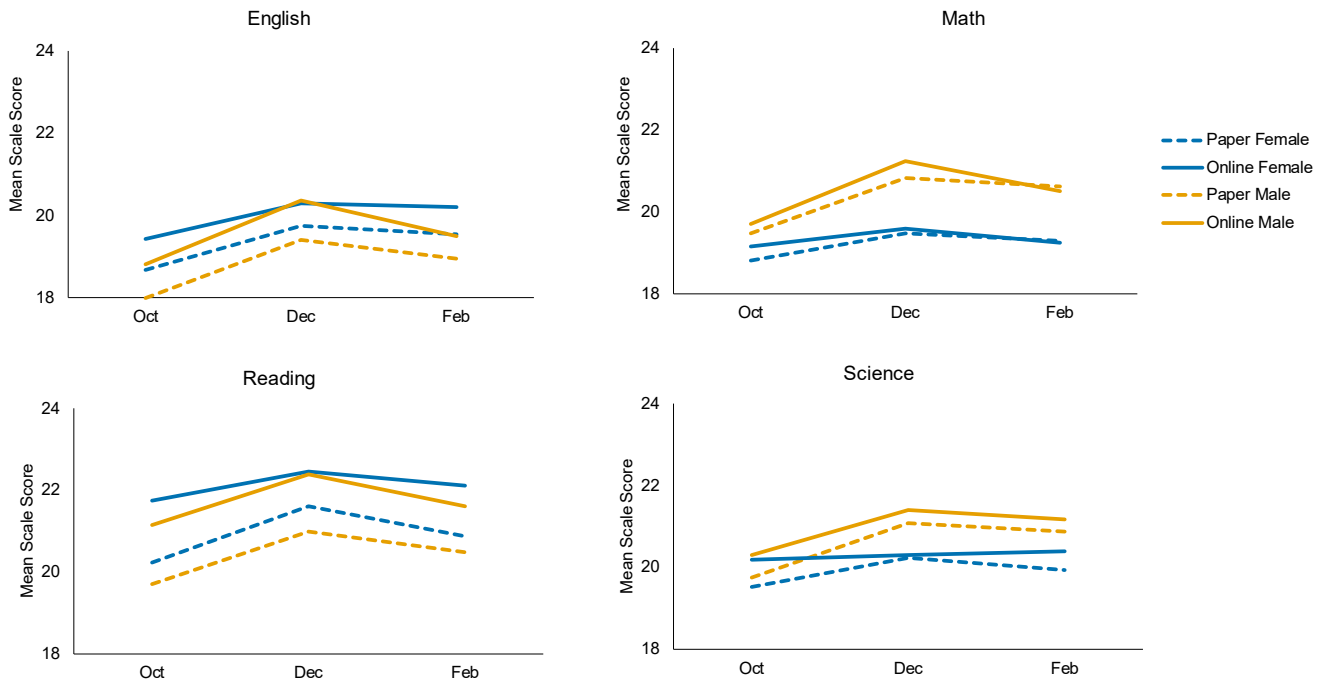 English
Mean Scale Score
24
22
20
18
Oct Dec Feb
Math
Mean Scale Score
24
22
20
18
Oct Dec Feb
Paper Female
Online Female
Paper Male
Online Male
Reading
Mean Scale Score
24
22
20
18
Oct Dec Feb
Science
Mean Scale Score
24
22
20
18
Oct Dec Feb